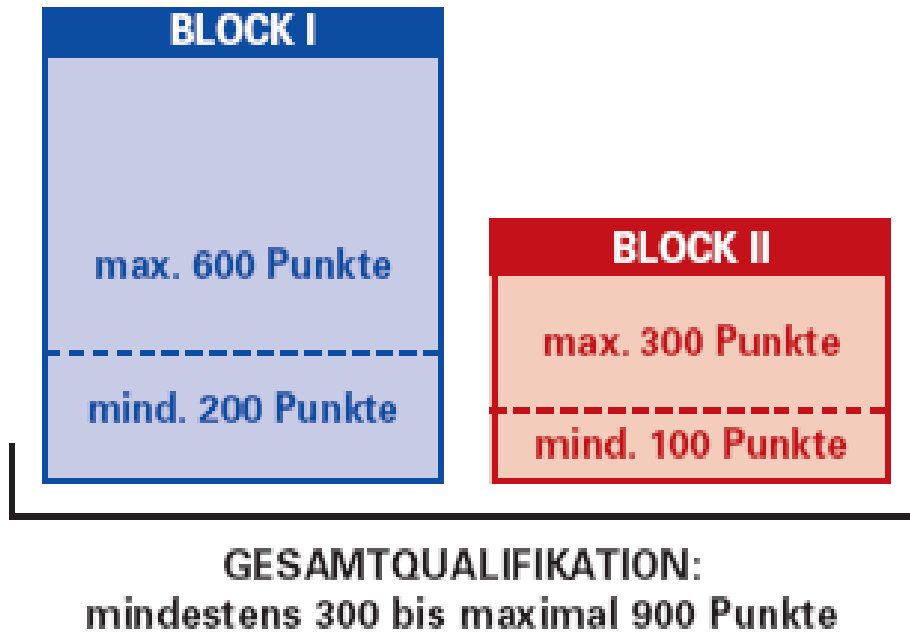 BLOCK I
max. 600 Punkte
mind. 200 Punkte
BLOCK II
max. 300 Punkte
mind. 100 Punkte
GESAMTQUALIFIKATION:
mindestens 300 bis maximal 900 Punkte